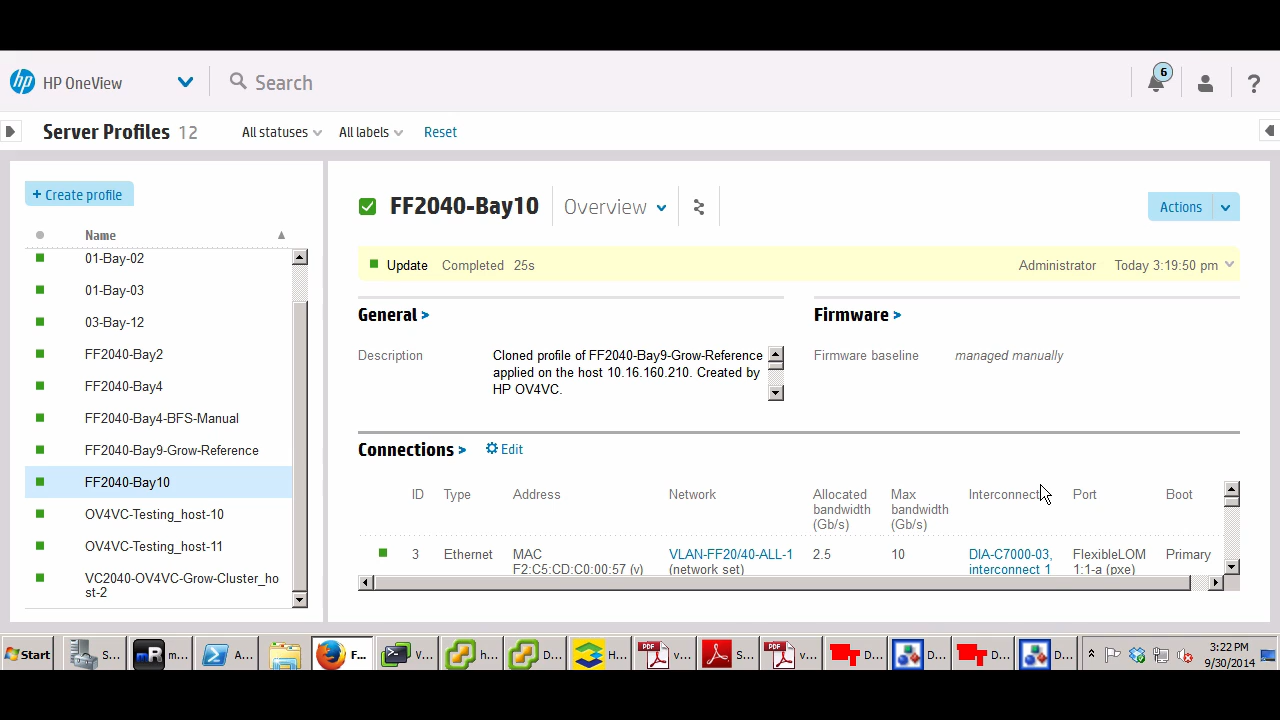 hp HP OneView Search 6 ?
Server Profiles 12 All statuses All labels Reset
+ Create profile
Name
01-Bay-02
01-Bay-03
03-Bay-12
FF2040-Bay2
FF2040-Bay4
FF2040-Bay4-BFS-Manual
FF2040-Bay9-Grow-Reference
FF2040-Bay10
OV4VC-Testing_host-10
OV4VC-Testing_host-11
VC2040-OV4VC-Grow-Cluster_ho
st-2
FF2040-Bay10 Overview Actions
Update Completed 25s Administrator Today 3:19:50 pm
General >
Description
Cloned profile of FF2040-Bay9-Grow-Reference
applied on the host 10.16.160.210. Created by
HP OV4VC.
Firmware >
Firmware baseline managed manually
Connections > Edit
ID Type Address Network Allocated Max Interconnect Port Boot
bandwidth bandwidth
(Gb/s) (Gb/s)
3 Ethernet MAC VLAN-FF20/40-ALL-1 2.5 10 DIA-C7000-03, FlexibleLOM Primary
F2:C5:CD:C0:00:57 (v) (network set) interconnect 1 1:1-a (pxe)
Start S... m... A... F... V... h... D... H... v... S... v... D... D... D... D... 3:22 PM
9/30/2014